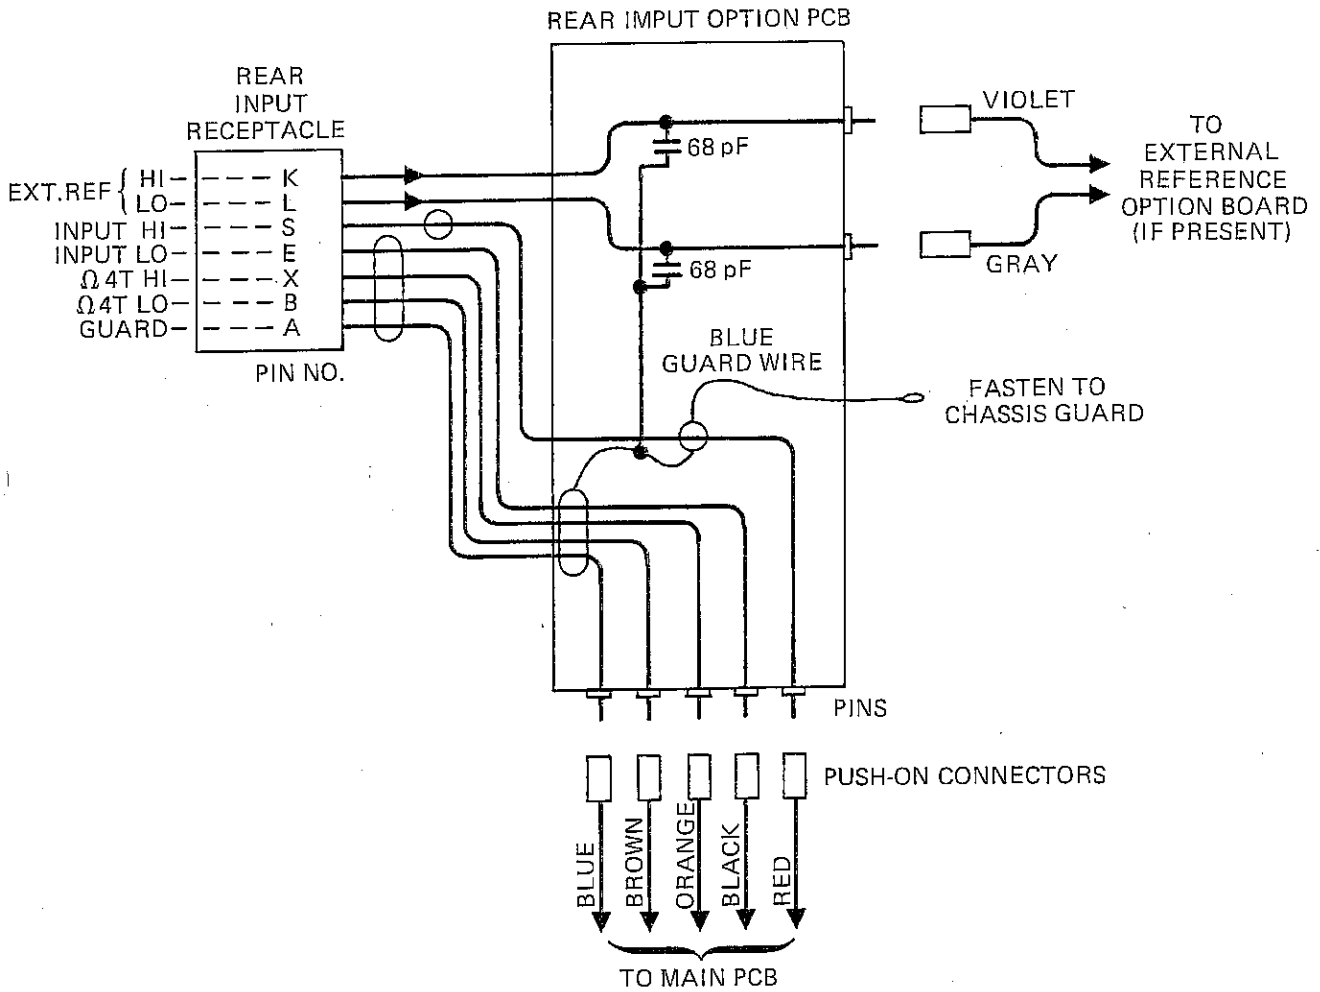 REAR IMPUT OPTION PCB
REAR
INPUT
RECEPTACLE
EXT.REF { HI - - - - - K
LO - - - - - L
INPUT HI - - - - - S
INPUT LO - - - - - E
Ω4T HI - - - - - X
Ω4T LO - - - - - B
GUARD - - - - - A
PIN NO.
68 pF
68 pF
VIOLET
GRAY
TO
EXTERNAL
REFERENCE
OPTION BOARD
(IF PRESENT)
BLUE
GUARD WIRE
FASTEN TO
CHASSIS GUARD
PINS
PUSH-ON CONNECTORS
BLUE
BROWN
ORANGE
BLACK
RED
TO MAIN PCB